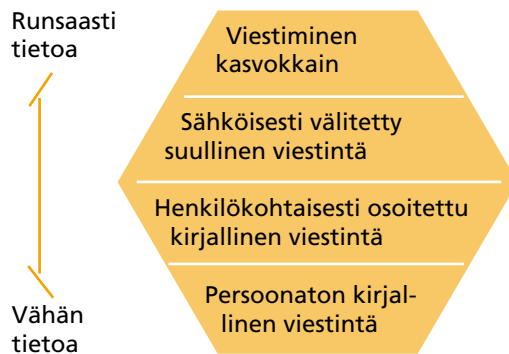 Runsaasti
tietoa
Viestiminen
kasvokkain
Sähköisesti välitetty
suullinen viestintä
Henkilökohtaisesti osoitettu
kirjallinen viestintä
Persoonaton kirjal-
linen viestintä
Vähän
tietoa